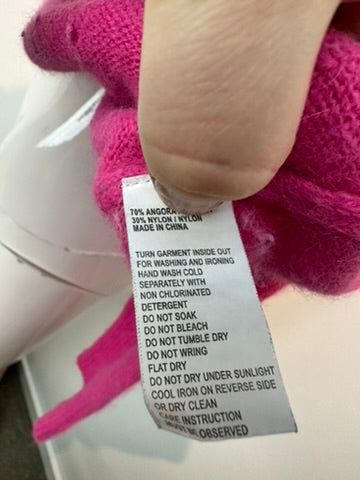 70% ANGORA
30% NYLON / NYLON
MADE IN CHINA
TURN GARMENT INSIDE OUT
FOR WASHING AND IRONING
HAND WASH COLD
SEPARATELY WITH
NON CHLORINATED
DETERGENT
DO NOT SOAK
DO NOT BLEACH
DO NOT TUMBLE DRY
DO NOT WRING
FLAT DRY
DO NOT DRY UNDER SUNLIGHT
COOL IRON ON REVERSE SIDE
OR DRY CLEAN
CARE INSTRUCTION
MUST BE OBSERVED